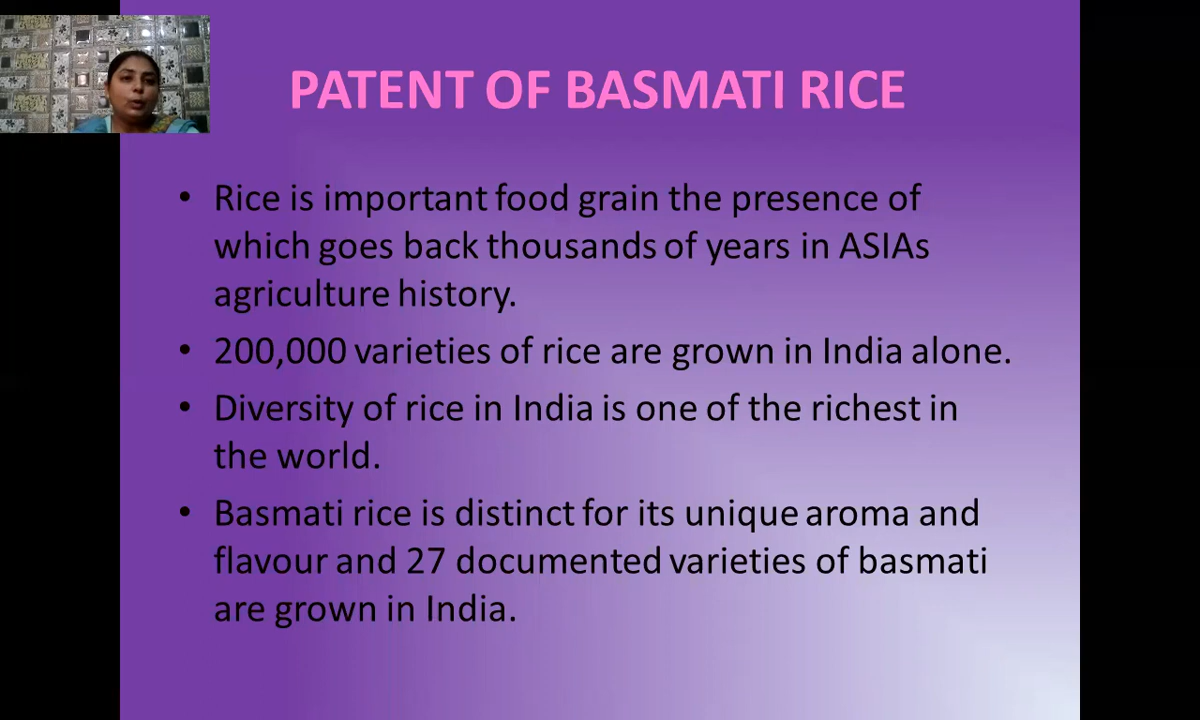 PATENT OF BASMATI RICE
• Rice is important food grain the presence of
which goes back thousands of years in ASIAs
agriculture history.
• 200,000 varieties of rice are grown in India alone.
• Diversity of rice in India is one of the richest in
the world.
• Basmati rice is distinct for its unique aroma and
flavour and 27 documented varieties of basmati
are grown in India.